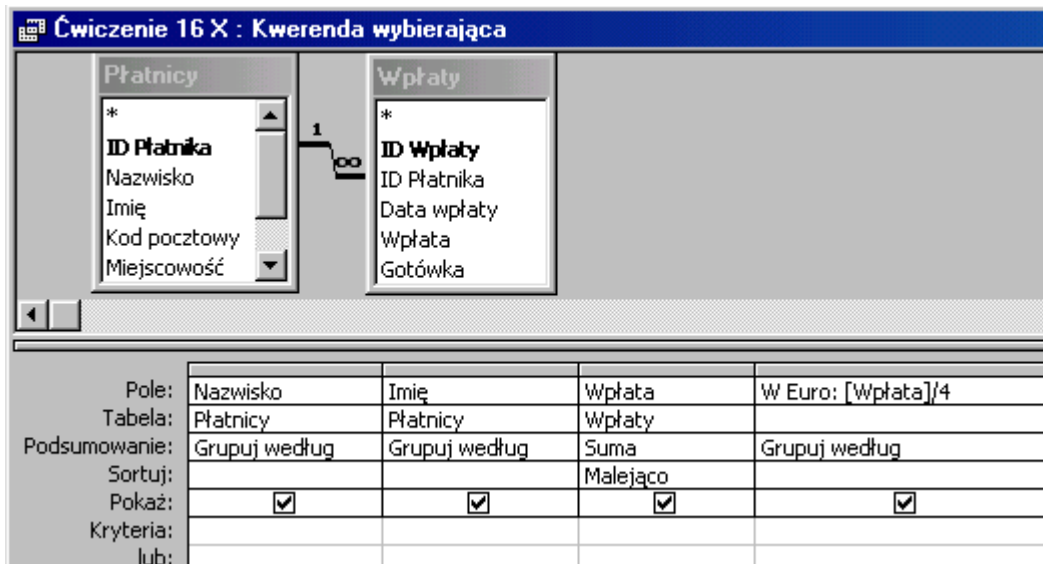 Ćwiczenie 16 X : Kwerenda wybierająca
Płatnicy
*
ID Płatnika
Nazwisko
Imię
Kod pocztowy
Miejscowość
1
∞
Wpłaty
*
ID Wpłaty
ID Płatnika
Data wpłaty
Wpłata
Gotówka
Pole: Nazwisko Imię Wpłata W Euro: [Wpłata]/4
Tabela: Płatnicy Płatnicy Wpłaty
Podsumowanie: Grupuj według Grupuj według Suma Grupuj według
Sortuj: Malejąco
Pokaż:
Kryteria:
lub: